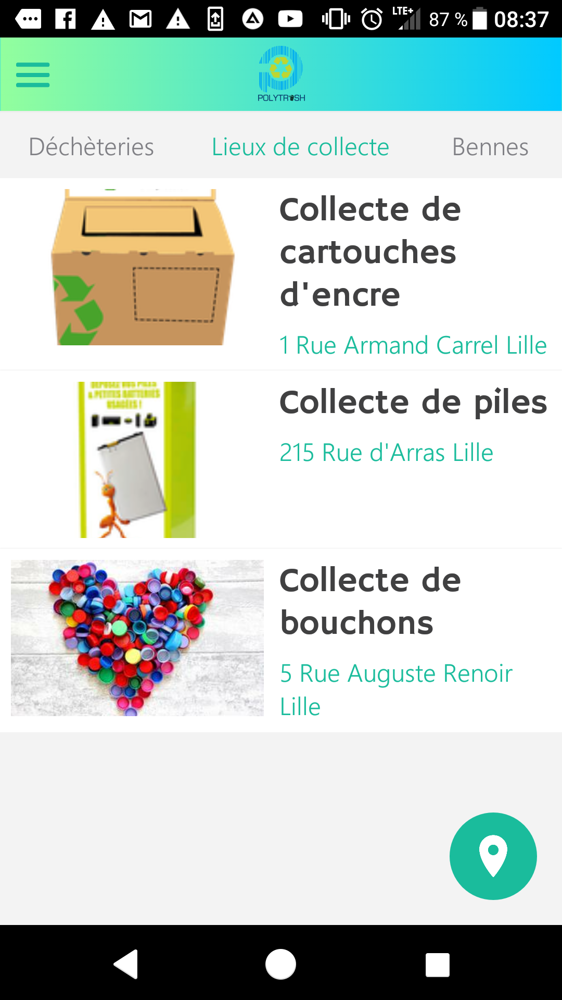 LTE+ 87 % 08:37
POLYTRASH
Déchèteries Lieux de collecte Bennes
Collecte de
cartouches
d'encre
1 Rue Armand Carrel Lille
DEPOSEZ VOS PILES
& PETITES BATTERIES
USAGÉES !
Collecte de piles
215 Rue d'Arras Lille
Collecte de
bouchons
5 Rue Auguste Renoir
Lille